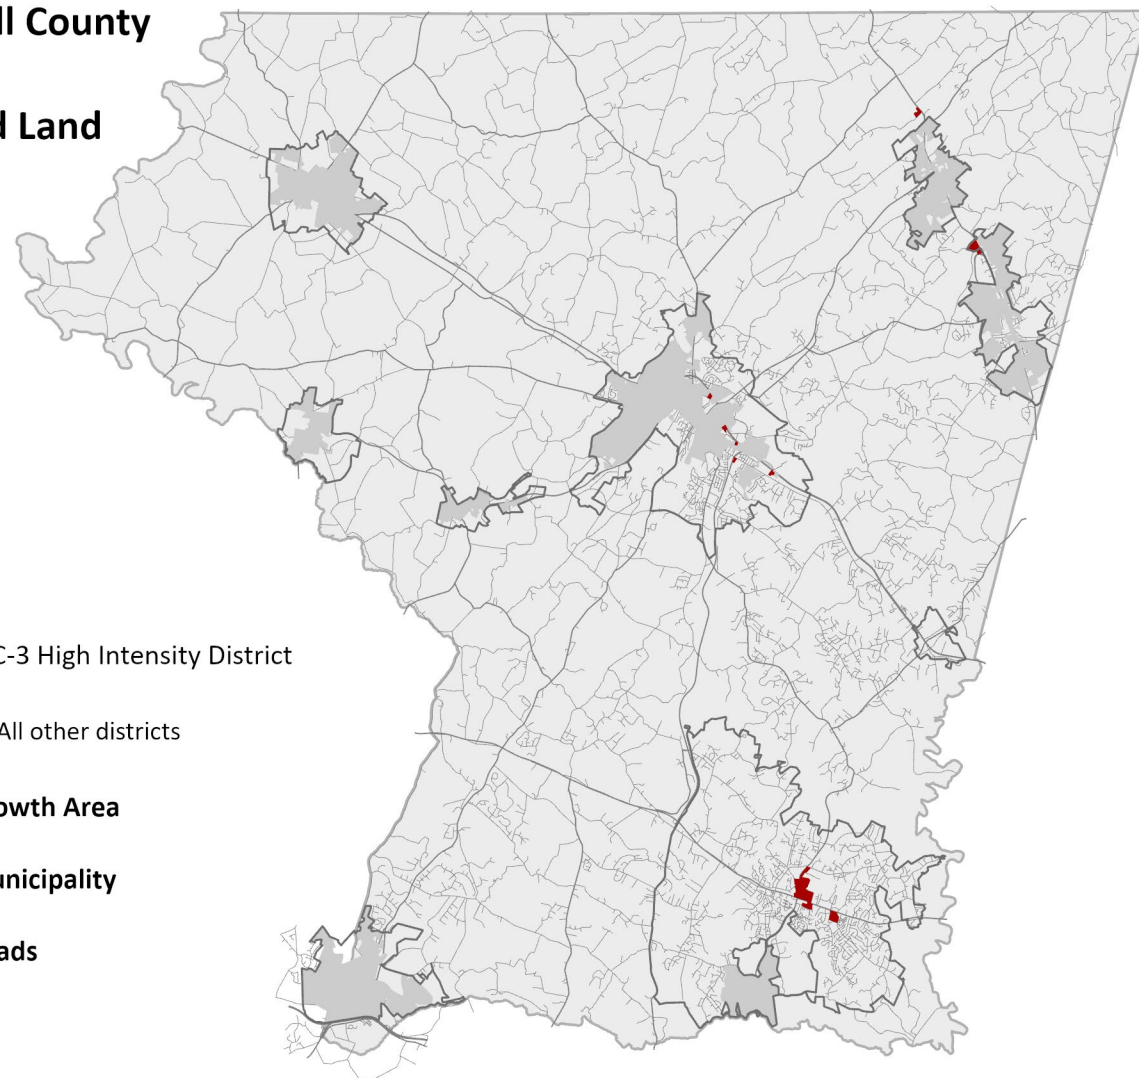 ll County
d Land
C-3 High Intensity District
All other districts
owth Area
unicipality
ads